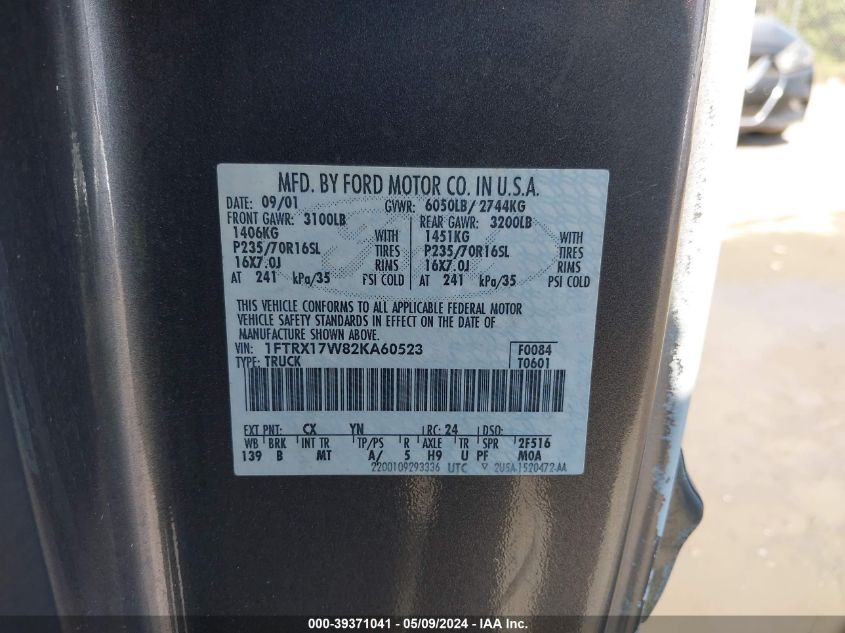 MFD. BY FORD MOTOR CO. IN U.S.A.
DATE: 09/01 GVWR: 6050LB/ 2744KG
FRONT GAWR: 3100LB REAR GAWR: 3200LB
1406KG WITH 1451KG WITH
P235/70R16SL TIRES P235/70R16SL TIRES
16X7.0J RIMS 16X7.0J RIMS
AT 241 kPa/35 PSI COLD AT 241 kPa/35 PSI COLD
THIS VEHICLE CONFORMS TO ALL APPLICABLE FEDERAL MOTOR
VEHICLE SAFETY STANDARDS IN EFFECT ON THE DATE OF
MANUFACTURE SHOWN ABOVE.
VIN: 1FTRX17W82KA60523 F0084
TYPE: TRUCK T0601
EXT PNT: CX YN RC: 24 DSO:
WB BRK INT TR TP/PS R AXLE TR SPR 2F516
139 B MT A/ 5 H9 U PF M0A
2200109293336 UTC 2U5A-1520472-AA
000-39371041 - 05/09/2024 - IAA Inc.